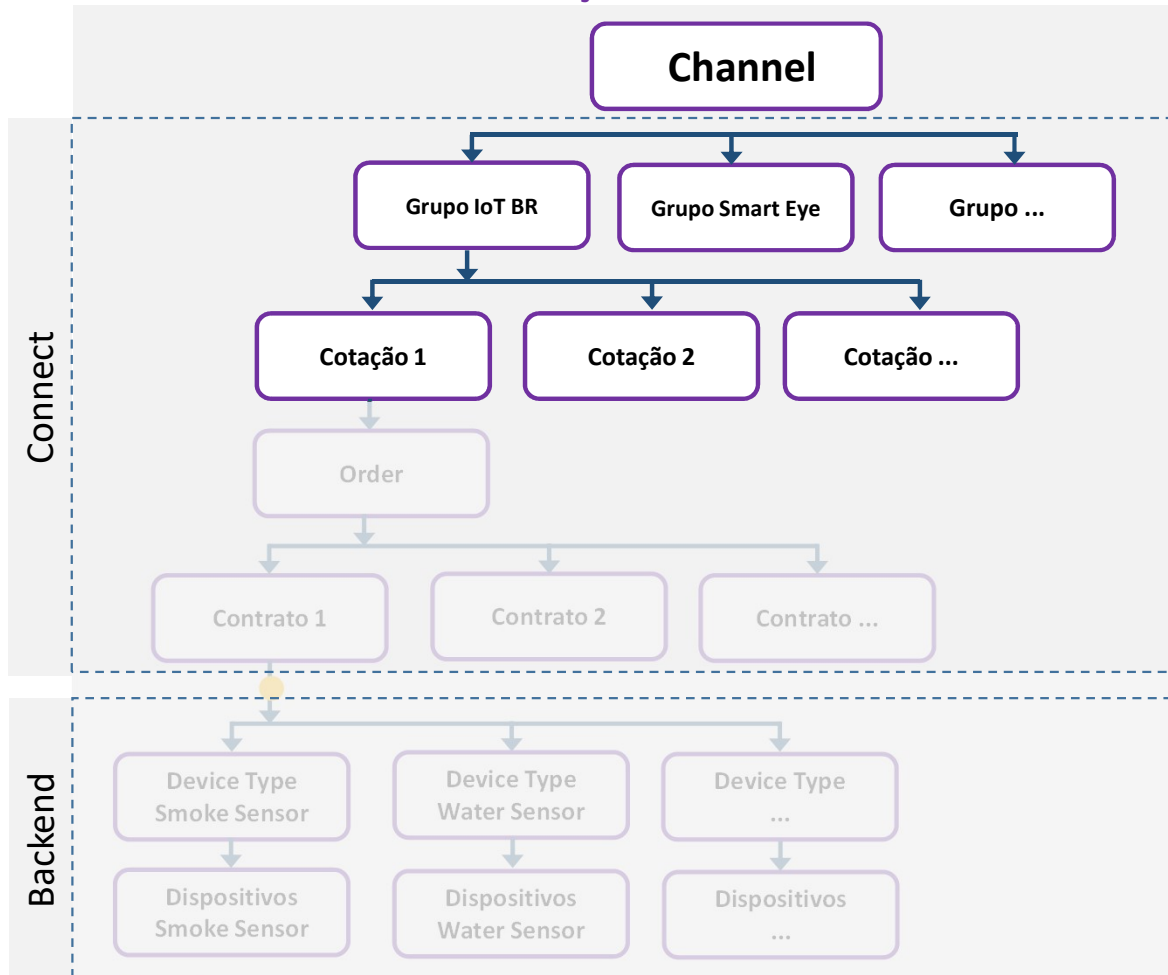 Channel
Connect
Grupo IoT BR
Grupo Smart Eye
Grupo ...
Cotação 1
Cotação 2
Cotação ...
Order
Contrato 1
Contrato 2
Contrato ...
Backend
Device Type
Smoke Sensor
Device Type
Water Sensor
Device Type
...
Dispositivos
Smoke Sensor
Dispositivos
Water Sensor
Dispositivos
...